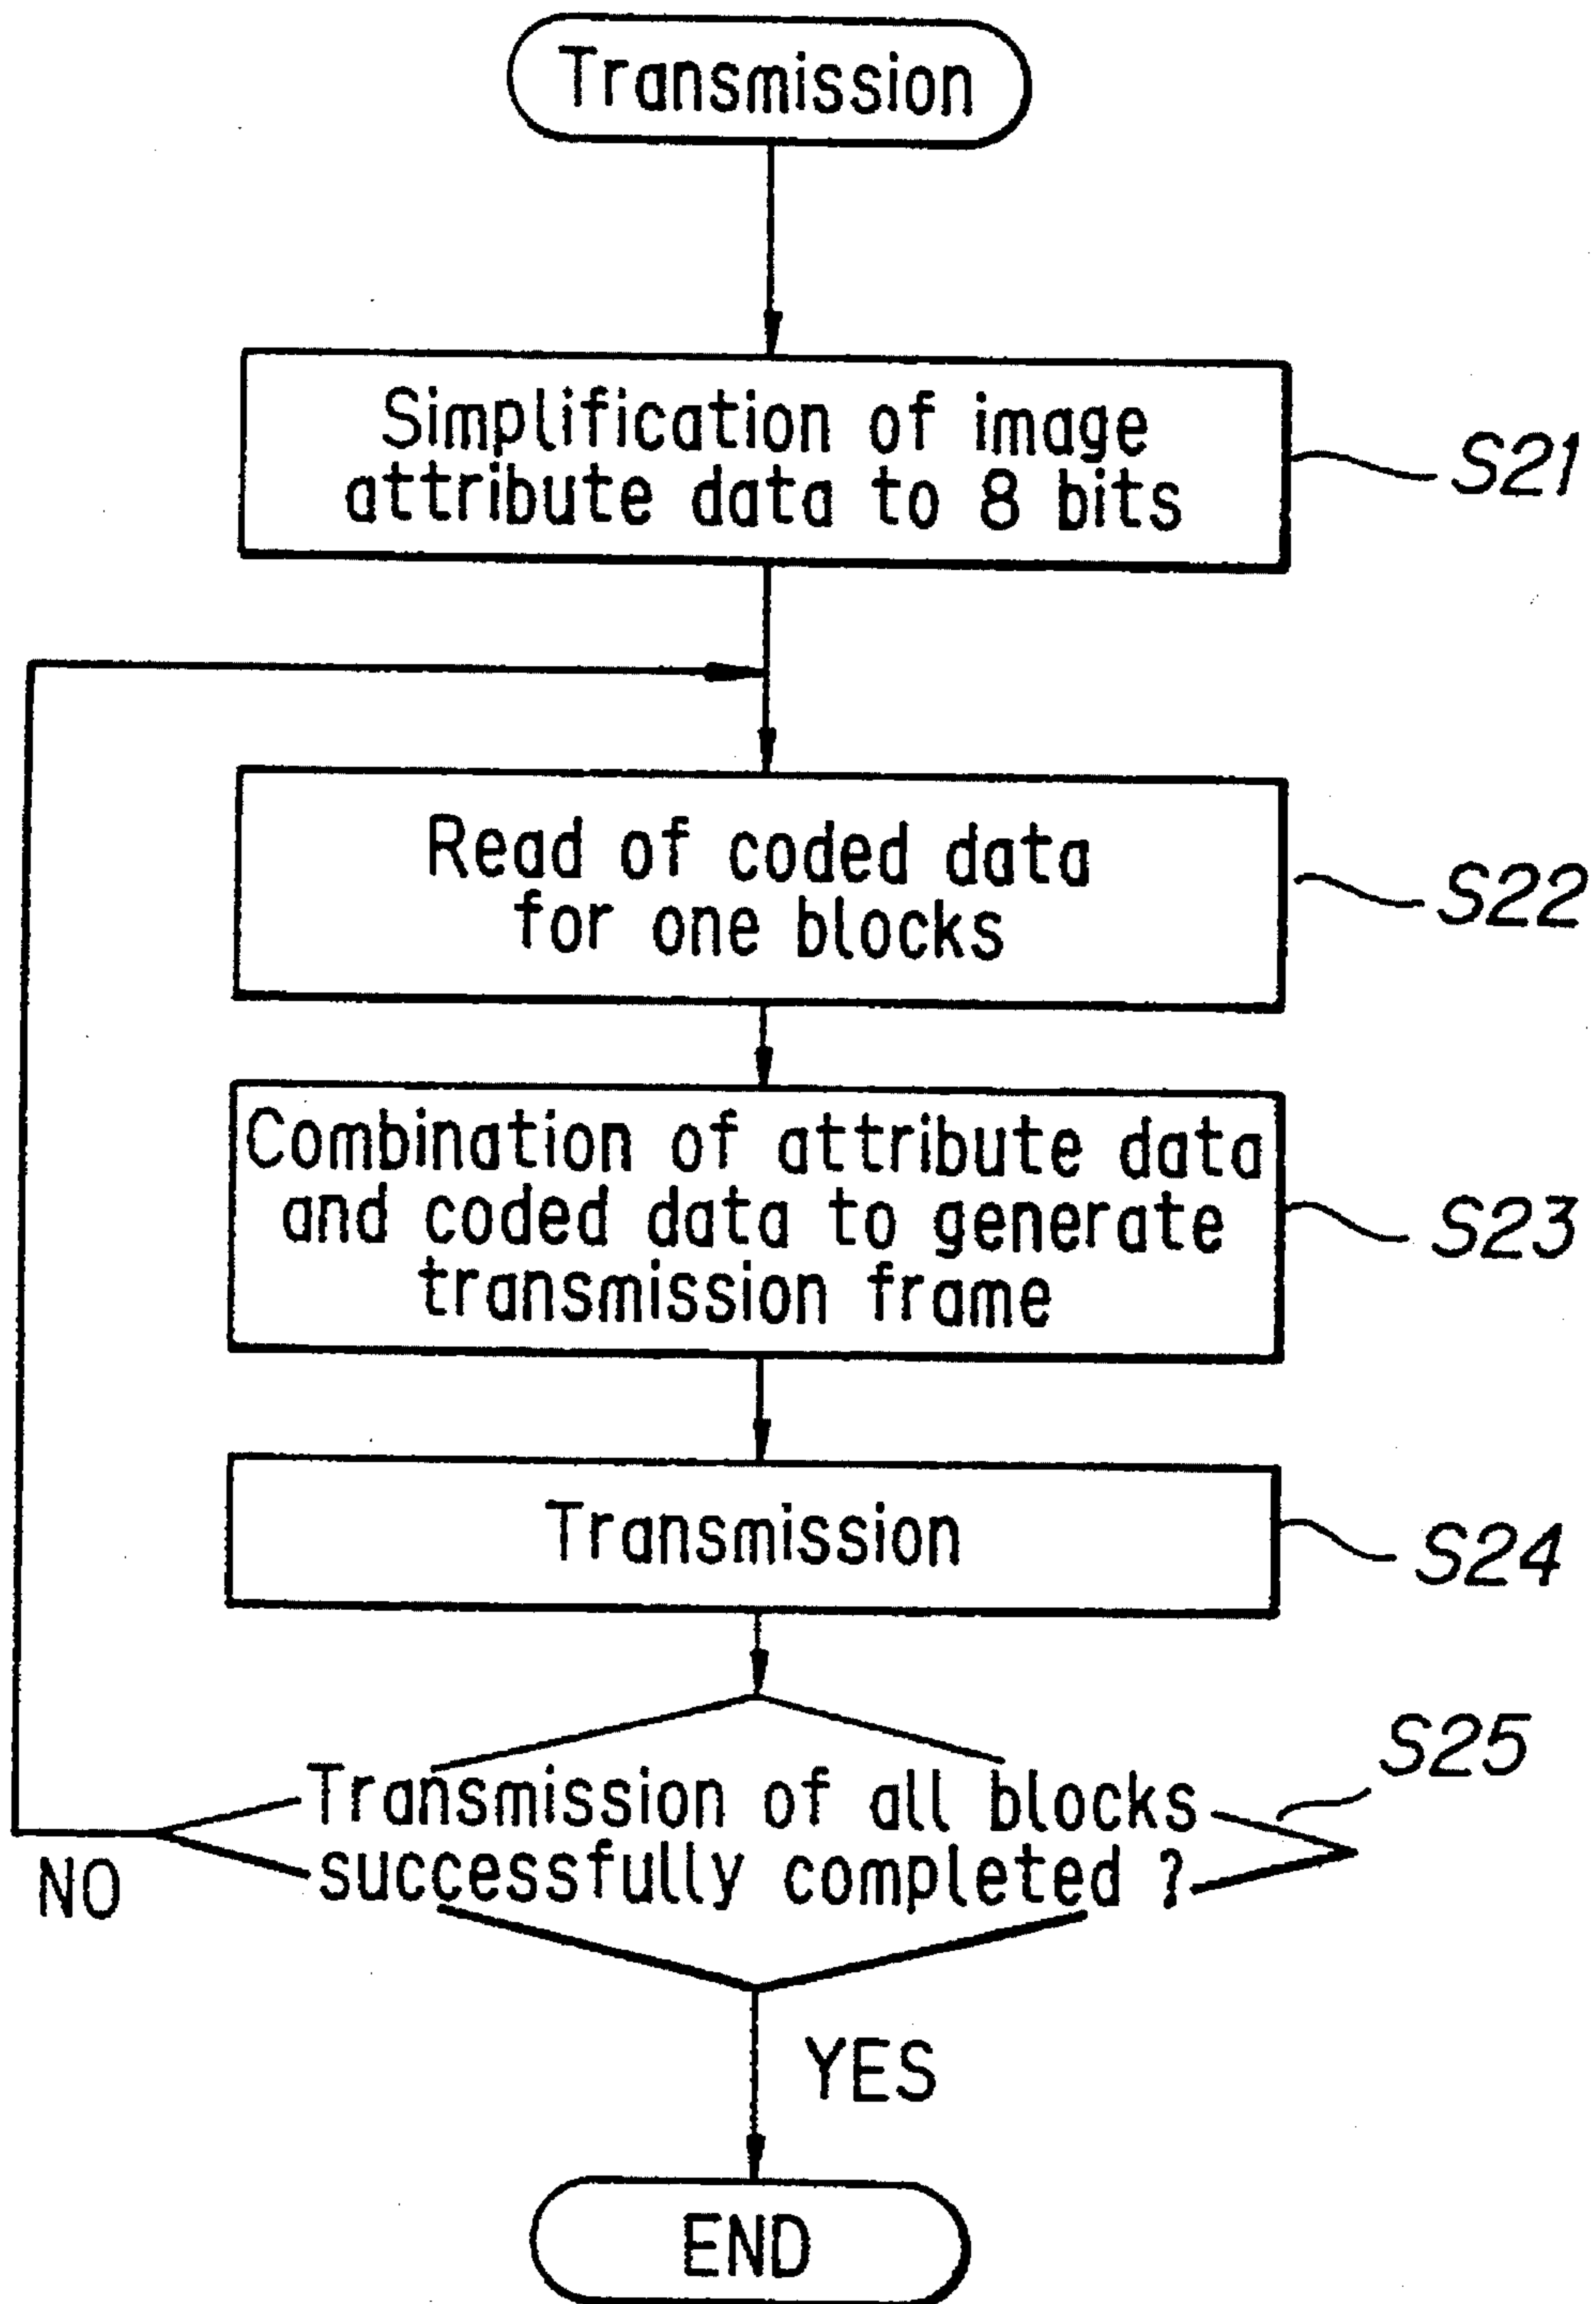 Transmission
Simplification of image
attribute data to 8 bits
S21
Read of coded data
for one blocks
S22
Combination of attribute data
and coded data to generate
transmission frame
S23
Transmission
S24
Transmission of all blocks
successfully completed ?
S25
NO
YES
END